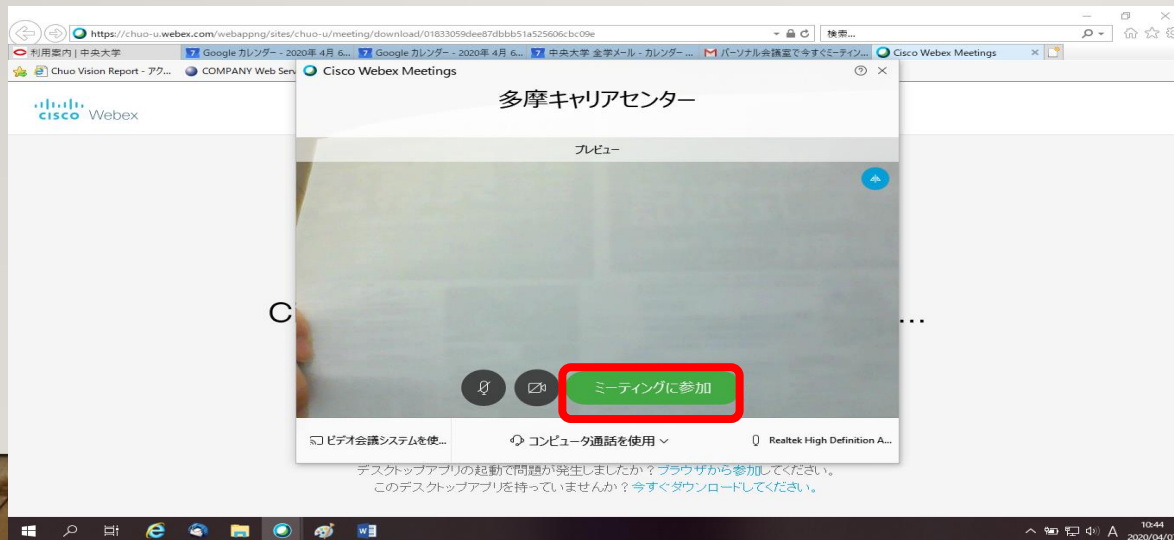 https://chuo-u.webex.com/webappng/sites/chuo-u/meeting/download/01833059dee87dbbb51a525606cbc09e
検索...
利用案内 | 中央大学
Google カレンダー - 2020年 4月 6...
Google カレンダー - 2020年 4月 6...
中央大学 全学メール - カレンダー ...
パーソナル会議室で今すぐミーティン...
Cisco Webex Meetings
Chuo Vision Report - アク...
COMPANY Web Serv
Cisco Webex Meetings
cisco Webex
多摩キャリアセンター
プレビュー
C
...
ミーティングに参加
ビデオ会議システムを使...
コンピュータ通話を使用
Realtek High Definition A...
デスクトップアプリの起動で問題が発生しましたか？ブラウザから参加してください。
このデスクトップアプリを持っていませんか？今すぐダウンロードしてください。
A
10:44